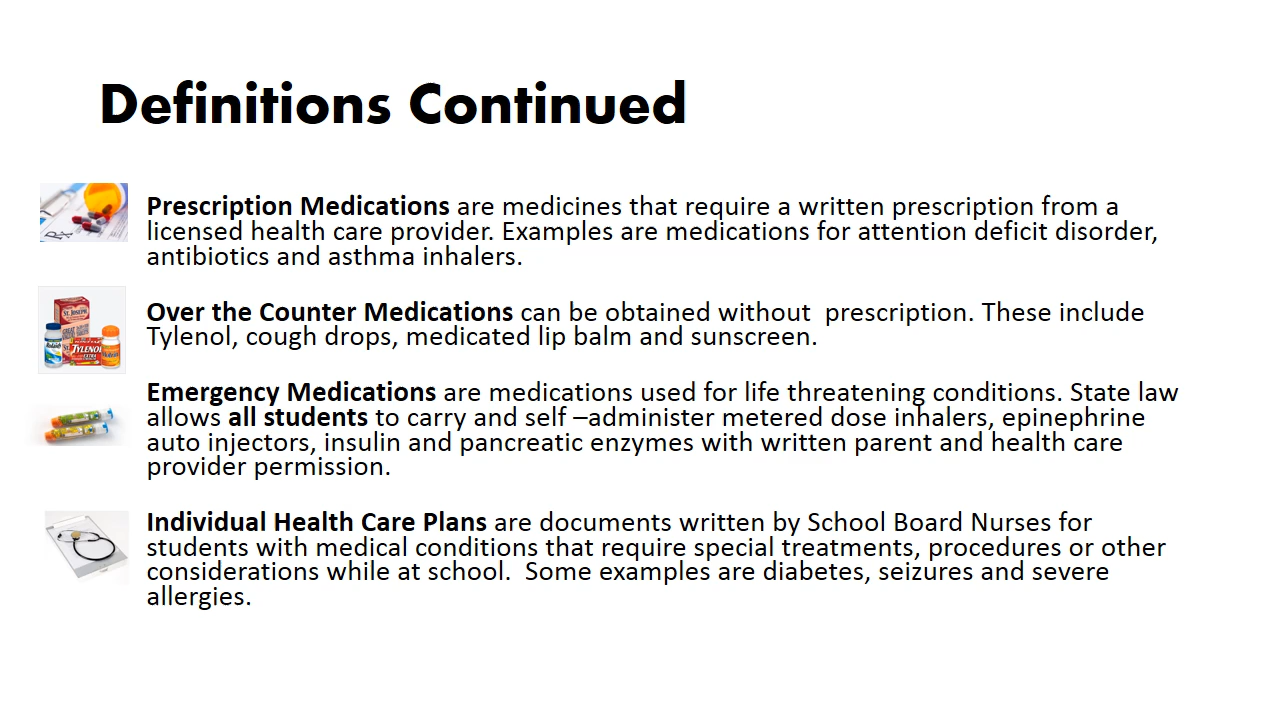 Definitions Continued
Prescription Medications are medicines that require a written prescription from a
licensed health care provider. Examples are medications for attention deficit disorder,
antibiotics and asthma inhalers.
Over the Counter Medications can be obtained without  prescription. These include
Tylenol, cough drops, medicated lip balm and sunscreen.
ST. JOSEPH
TYLENOL
Emergency Medications are medications used for life threatening conditions. State law
allows all students to carry and self –administer metered dose inhalers, epinephrine
auto injectors, insulin and pancreatic enzymes with written parent and health care
provider permission.
Individual Health Care Plans are documents written by School Board Nurses for
students with medical conditions that require special treatments, procedures or other
considerations while at school.  Some examples are diabetes, seizures and severe
allergies.